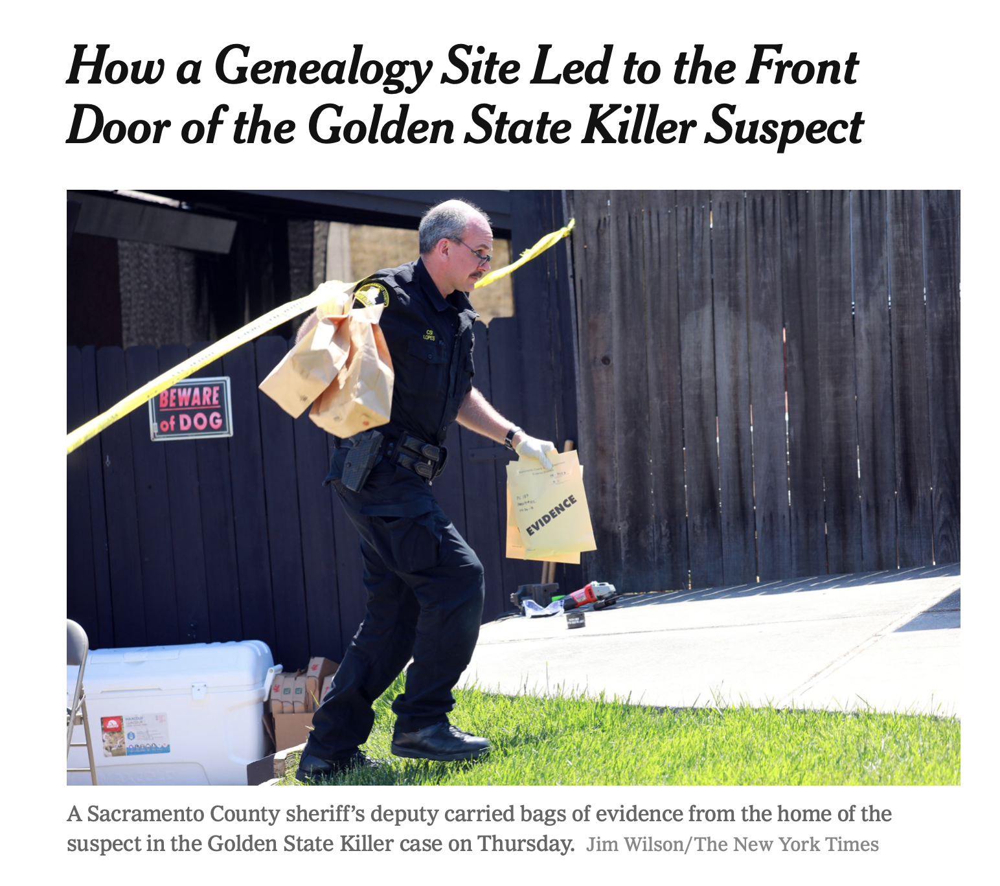 How a Genealogy Site Led to the Front
Door of the Golden State Killer Suspect
CSI
LOPES
BEWARE
of DOG
EVIDENCE
MAXCOLD
A Sacramento County sheriff’s deputy carried bags of evidence from the home of the
suspect in the Golden State Killer case on Thursday. Jim Wilson/The New York Times